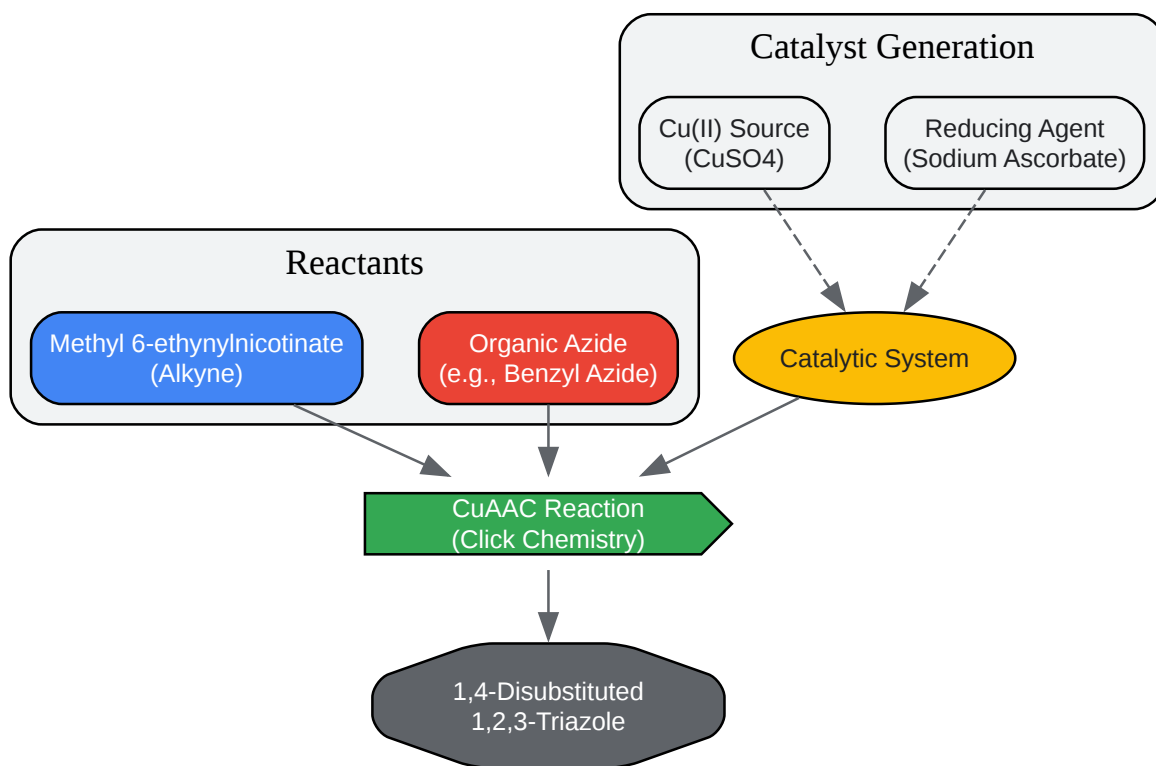 Catalyst Generation
Cu(II) Source
(CuSO4)
Reducing Agent
(Sodium Ascorbate)
Reactants
Methyl 6-ethynylnicotinate
(Alkyne)
Organic Azide
(e.g., Benzyl Azide)
Catalytic System
CuAAC Reaction
(Click Chemistry)
1,4-Disubstituted
1,2,3-Triazole